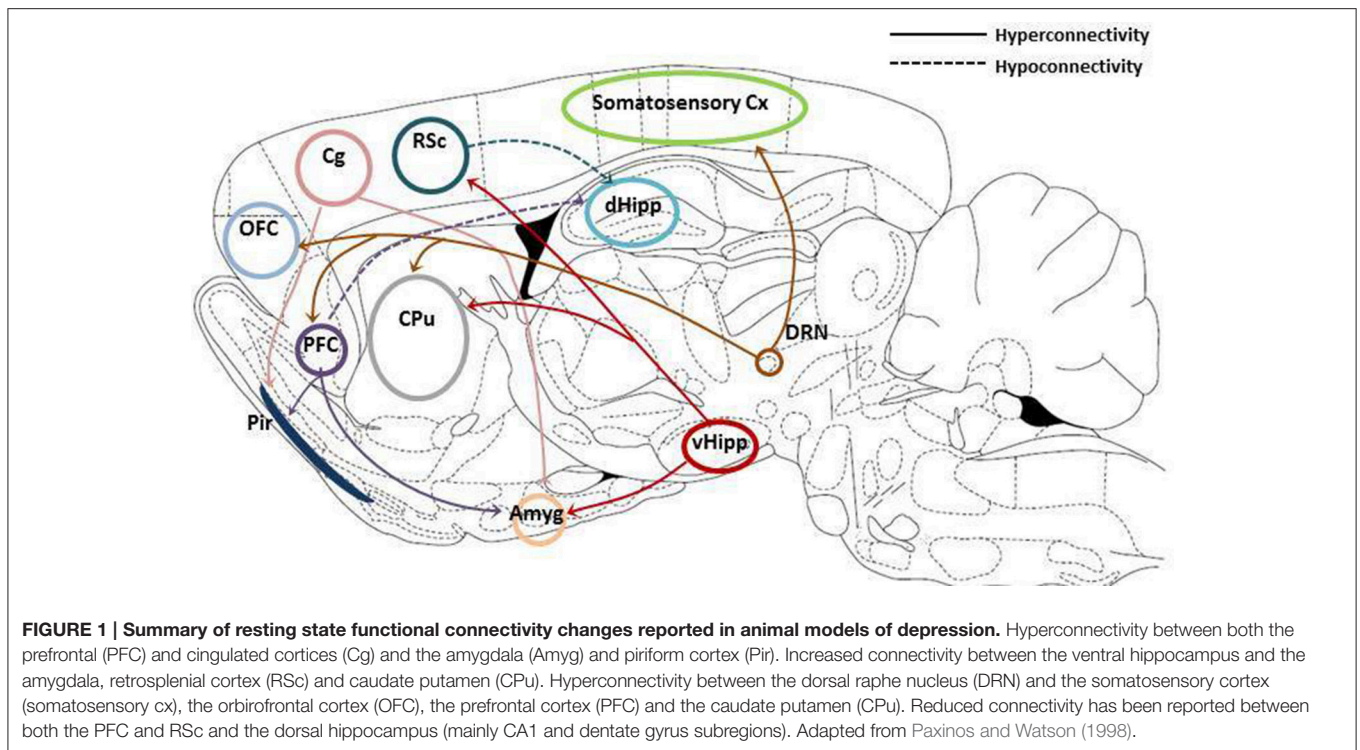 Hyperconnectivity
Hypoconnectivity
Somatosensory Cx
RSc
Cg
dHipp
OFC
CPu
DRN
PFC
Pir
vHipp
Amyg
FIGURE 1 | Summary of resting state functional connectivity changes reported in animal models of depression. Hyperconnectivity between both the
prefrontal (PFC) and cingulated cortices (Cg) and the amygdala (Amyg) and piriform cortex (Pir). Increased connectivity between the ventral hippocampus and the
amygdala, retrosplenial cortex (RSc) and caudate putamen (CPu). Hyperconnectivity between the dorsal raphe nucleus (DRN) and the somatosensory cortex
(somatosensory cx), the orbirofrontal cortex (OFC), the prefrontal cortex (PFC) and the caudate putamen (CPu). Reduced connectivity has been reported between
both the PFC and RSc and the dorsal hippocampus (mainly CA1 and dentate gyrus subregions). Adapted from Paxinos and Watson (1998).